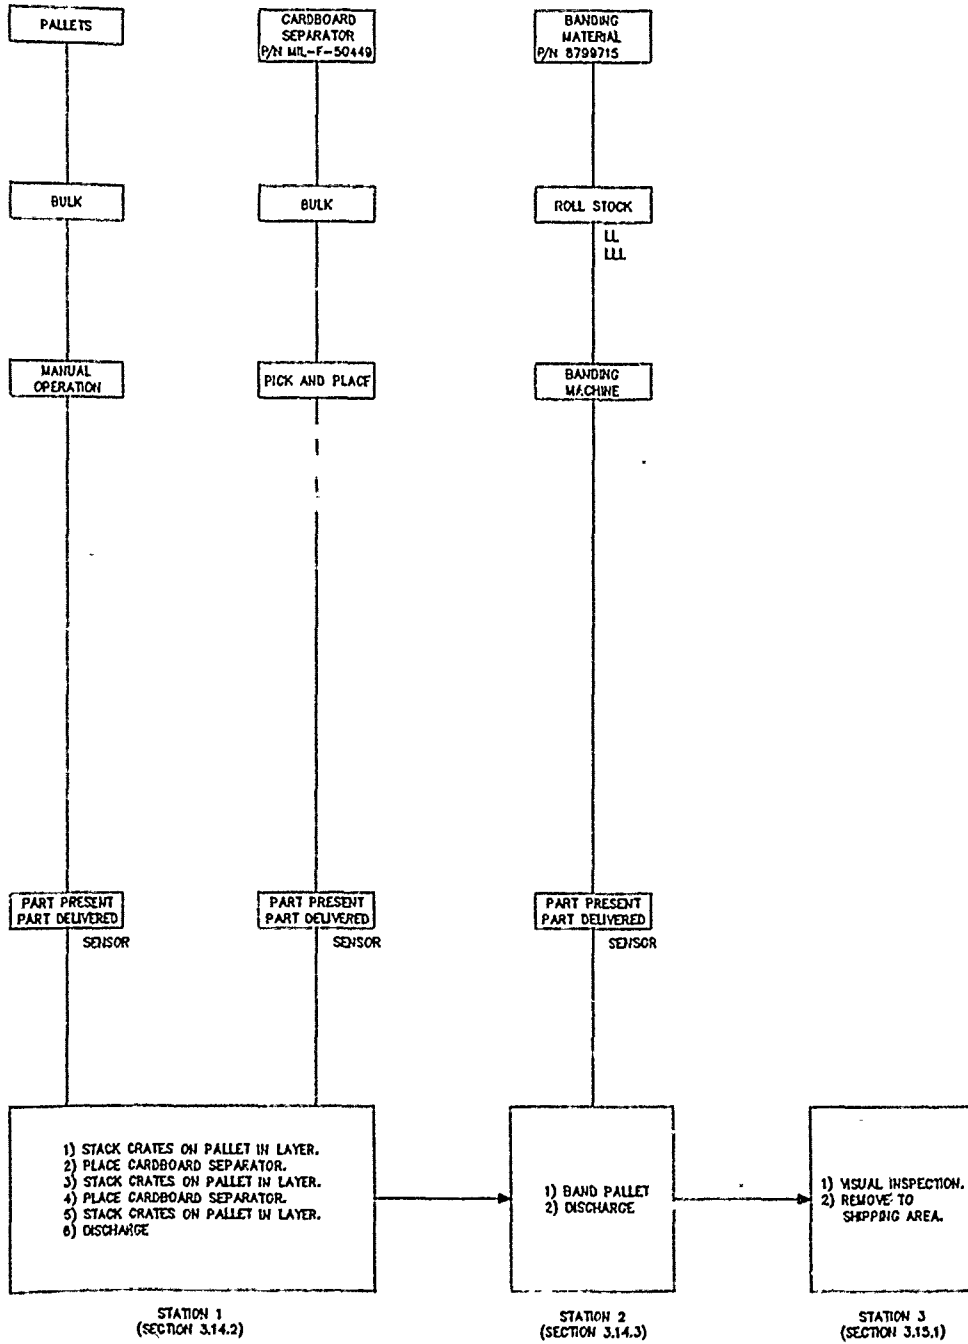 PALLETS
CARDBOARD
SEPARATOR
P/N MIL-F-50449
BANDING
MATERIAL
P/N 8799715
BULK
BULK
ROLL STOCK
LL
LLL
MANUAL
OPERATION
PICK AND PLACE
BANDING
MACHINE
PART PRESENT
PART DELIVERED
SENSOR
PART PRESENT
PART DELIVERED
SENSOR
PART PRESENT
PART DELIVERED
SENSOR
1) STACK CRATES ON PALLET IN LAYER.
2) PLACE CARDBOARD SEPARATOR.
3) STACK CRATES ON PALLET IN LAYER.
4) PLACE CARDBOARD SEPARATOR.
5) STACK CRATES ON PALLET IN LAYER.
6) DISCHARGE
1) BAND PALLET
2) DISCHARGE
1) VISUAL INSPECTION.
2) REMOVE TO
SHIPPING AREA.
STATION 1
(SECTION 3.14.2)
STATION 2
(SECTION 3.14.3)
STATION 3
(SECTION 3.15.1)